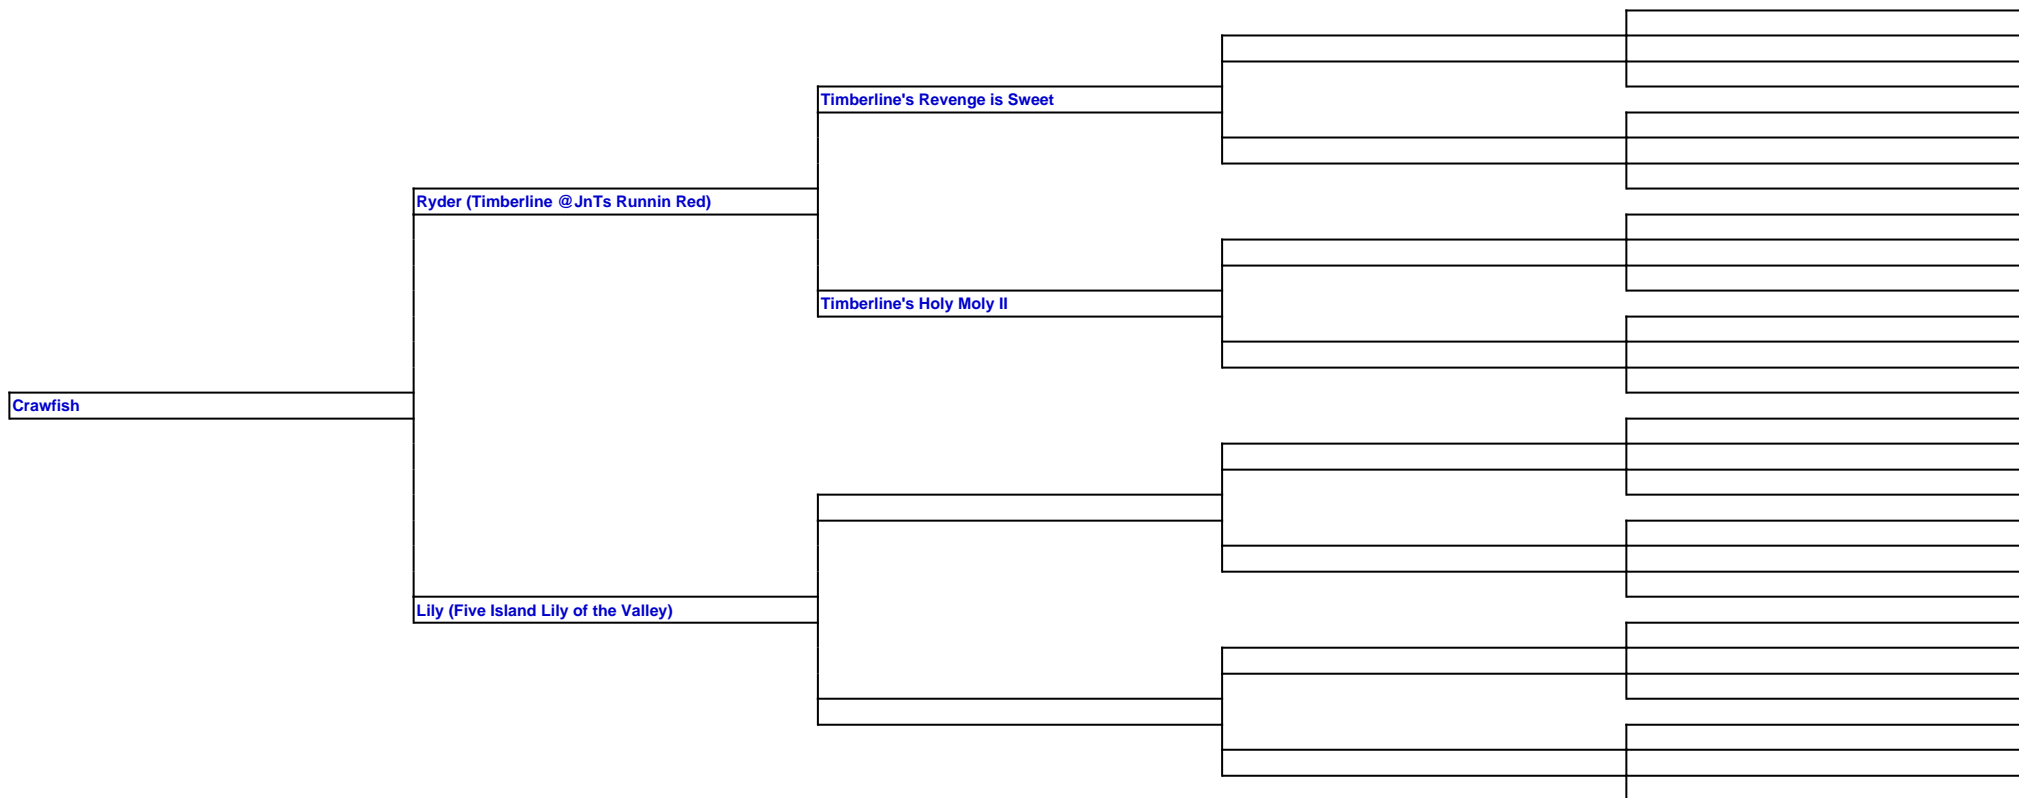 Timberline's Revenge is Sweet
Ryder (Timberline @JnTs Runnin Red)
Timberline's Holy Moly II
Crawfish
Lily (Five Island Lily of the Valley)